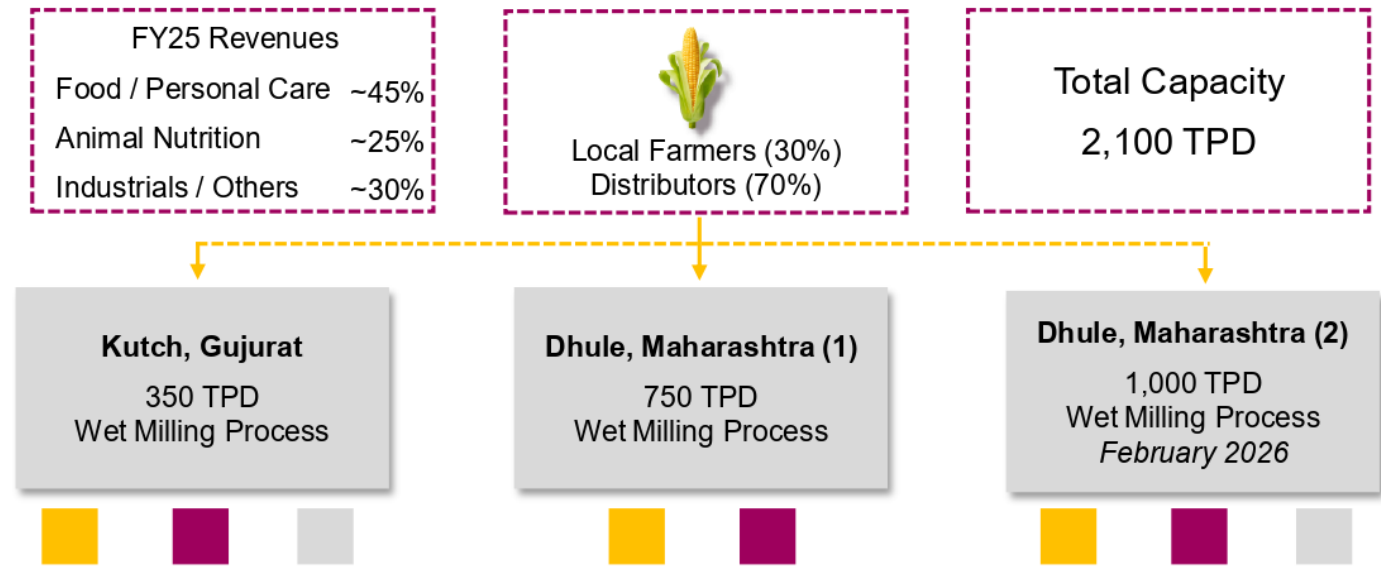 FY25 Revenues
Food / Personal Care ~45%
Animal Nutrition ~25%
Industrials / Others ~30%
Local Farmers (30%)
Distributors (70%)
Total Capacity
2,100 TPD
Kutch, Gujurat
350 TPD
Wet Milling Process
Dhule, Maharashtra (1)
750 TPD
Wet Milling Process
Dhule, Maharashtra (2)
1,000 TPD
Wet Milling Process
February 2026